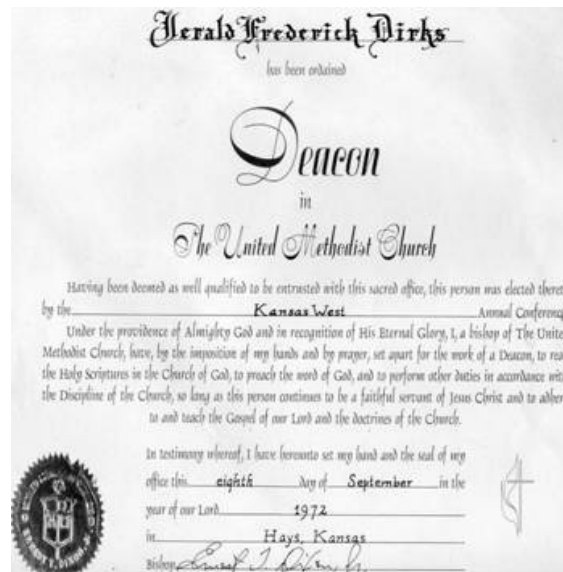 Jerald Frederick Dirks
has been ordained
Deacon
in
The United Methodist Church
Having been deemed as well qualified to be entrusted with this sacred office, this person was elected theret
by the Kansas West Annual Conferenc
Under the providence of Almighty God and in recognition of His Eternal Glory, I, a bishop of The Unite
Methodist Church, have, by the imposition of my hands and by prayer, set apart for the work of a Deacon, to rea
the Holy Scriptures in the Church of God, to preach the word of God, and to perform other duties in accordance wit
the Discipline of the Church, so long as this person continues to be a faithful servant of Jesus Christ and to adher
to and teach the Gospel of our Lord and the doctrines of the Church.
In testimony whereof, I have hereunto set my hand and the seal of my
office this eighth day of September in the
year of our Lord 1972
in Hays, Kansas
Bishop Ernest T. Dixon Jr.